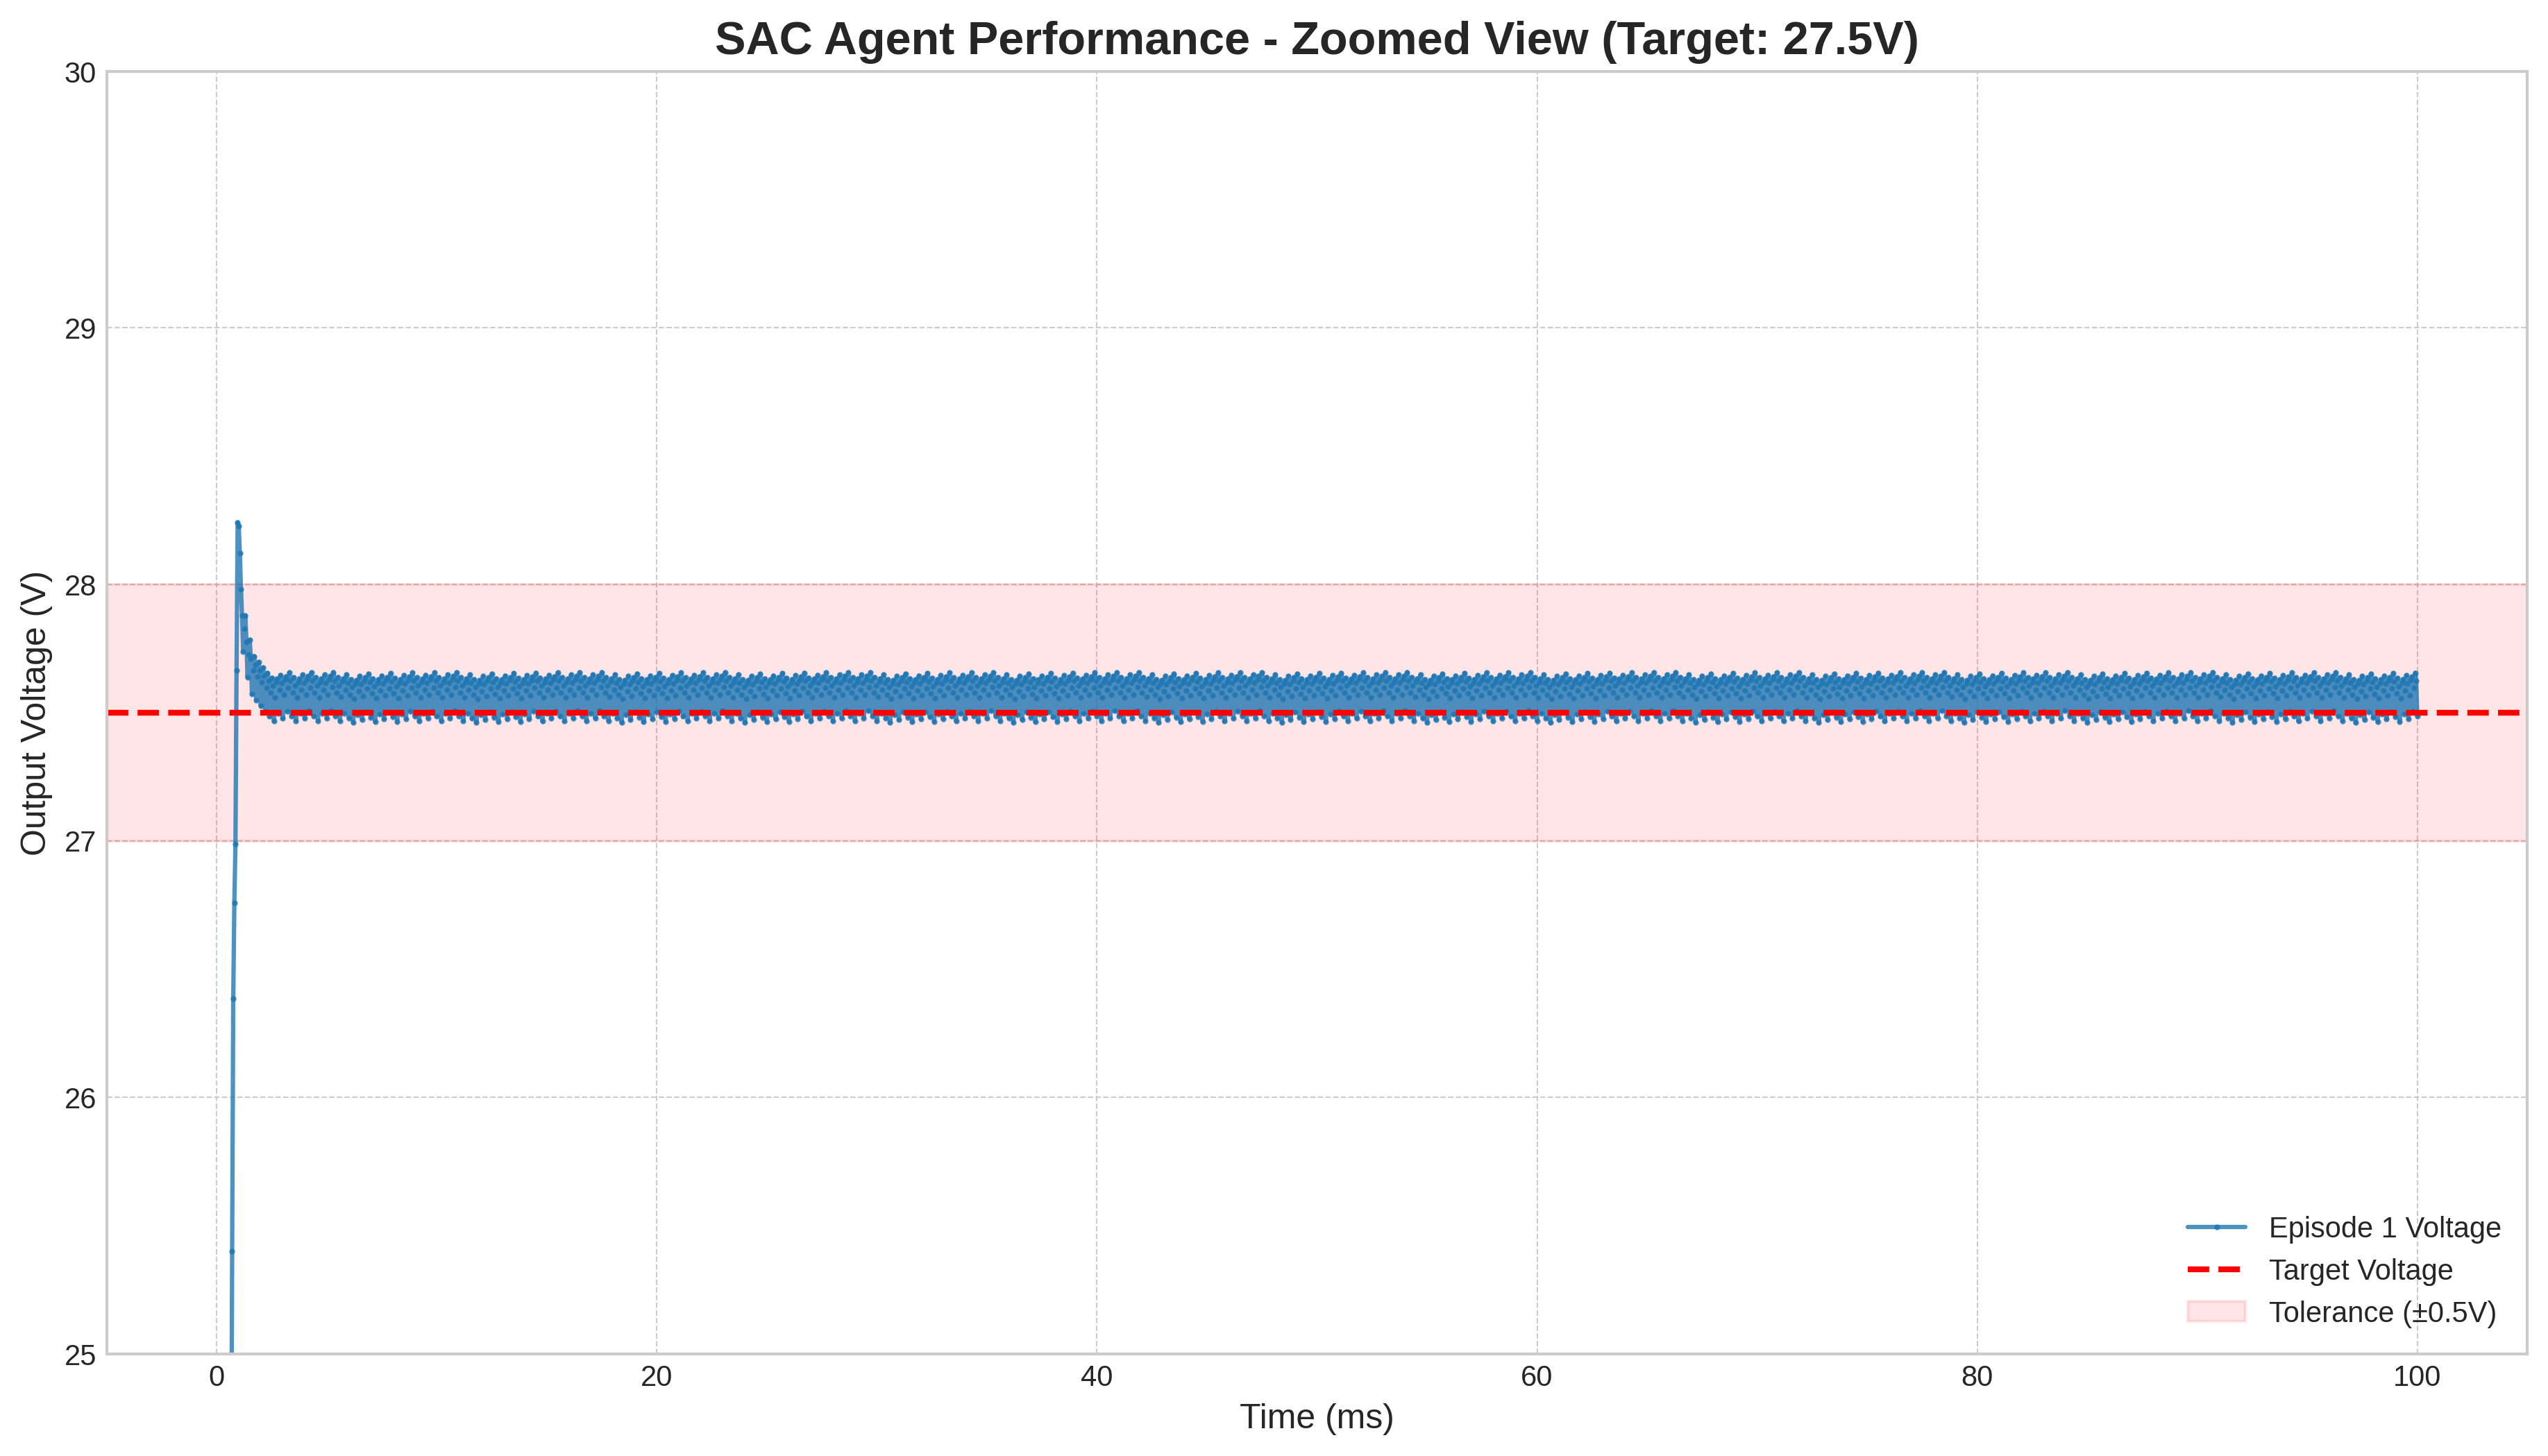 SAC Agent Performance - Zoomed View (Target: 27.5V)
Output Voltage (V)
30
29
28
27
26
25
0
20
40
60
80
100
Time (ms)
Episode 1 Voltage
Target Voltage
Tolerance (±0.5V)